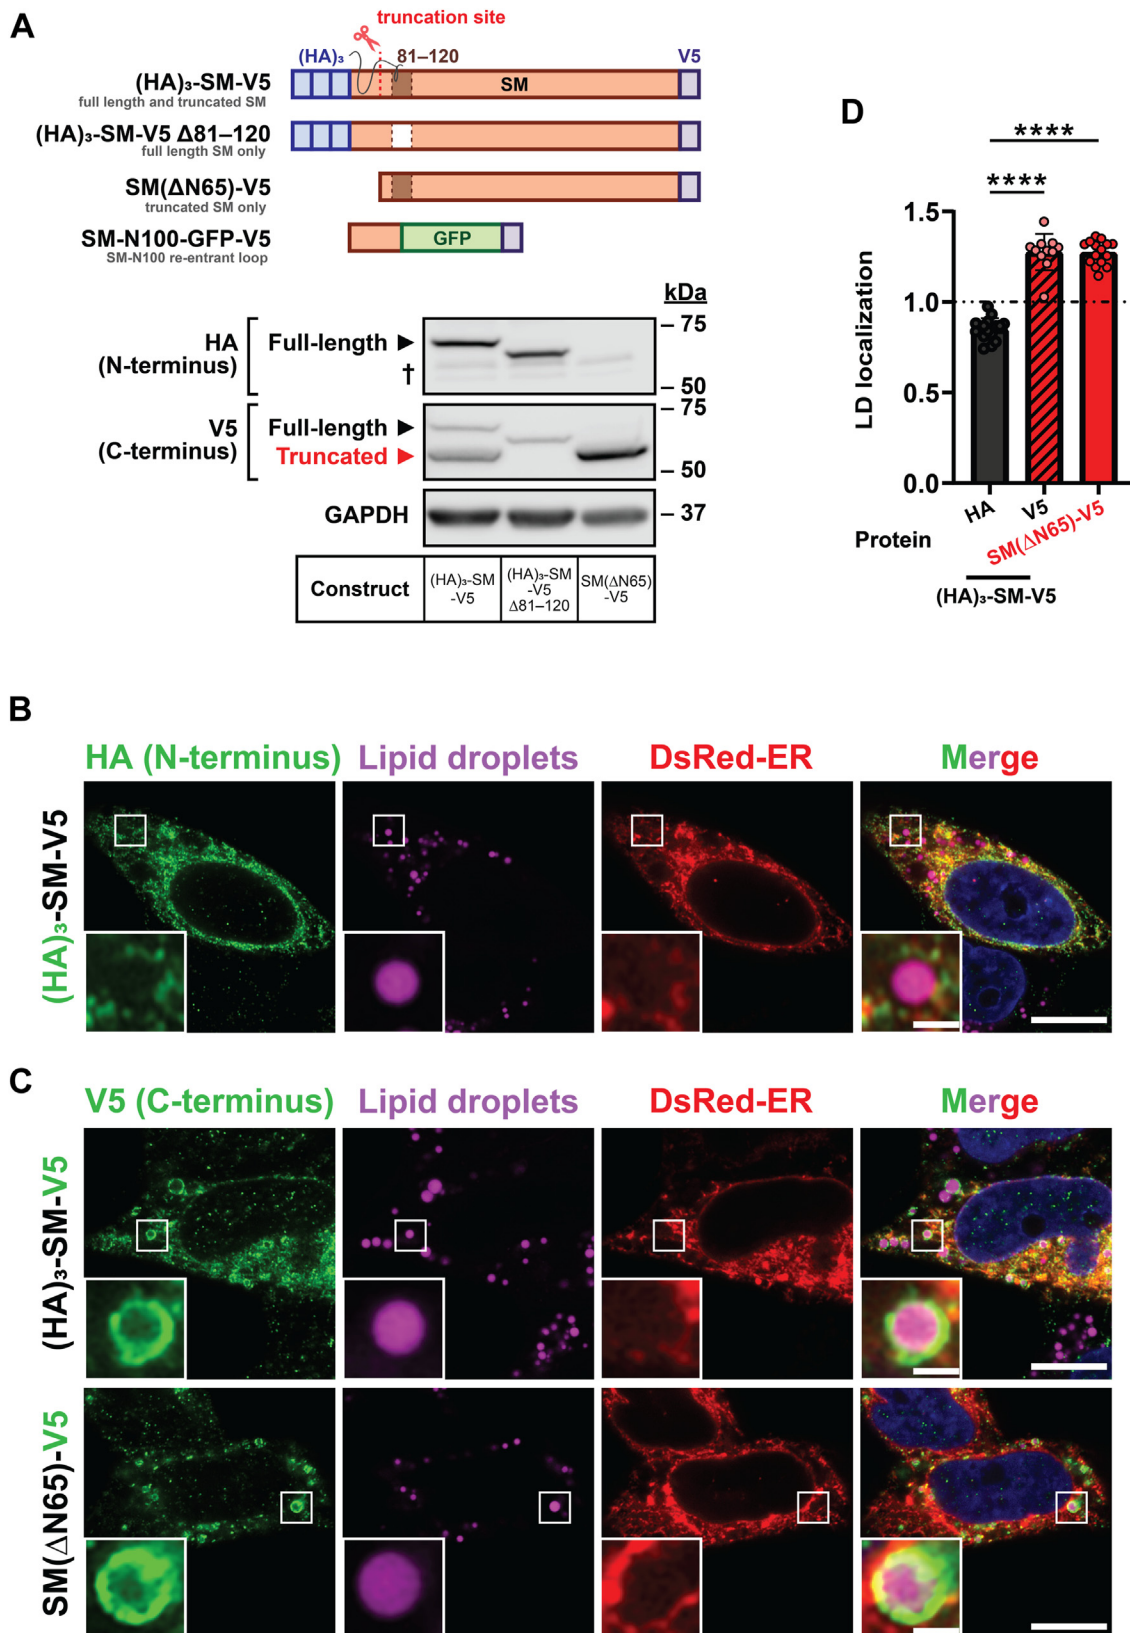 A
truncation site
(HA)₃
81–120
V5
(HA)₃-SM-V5
full length and truncated SM
SM
(HA)₃-SM-V5 Δ81–120
full length SM only
SM(ΔN65)-V5
truncated SM only
SM-N100-GFP-V5
SM-N100 re-entrant loop
GFP
kDa
HA
(N-terminus)
Full-length
†
– 75
– 50
V5
(C-terminus)
Full-length
Truncated
– 75
– 50
GAPDH
– 37
Construct
(HA)₃-SM
-V5
(HA)₃-SM
-V5
Δ81–120
SM(ΔN65)
-V5
D
****
****
1.5
1.0
0.5
0.0
LD localization
Protein
HA
V5
SM(ΔN65)-V5
(HA)₃-SM-V5
B
HA (N-terminus)
Lipid droplets
DsRed-ER
Merge
(HA)₃-SM-V5
C
V5 (C-terminus)
Lipid droplets
DsRed-ER
Merge
(HA)₃-SM-V5
SM(ΔN65)-V5